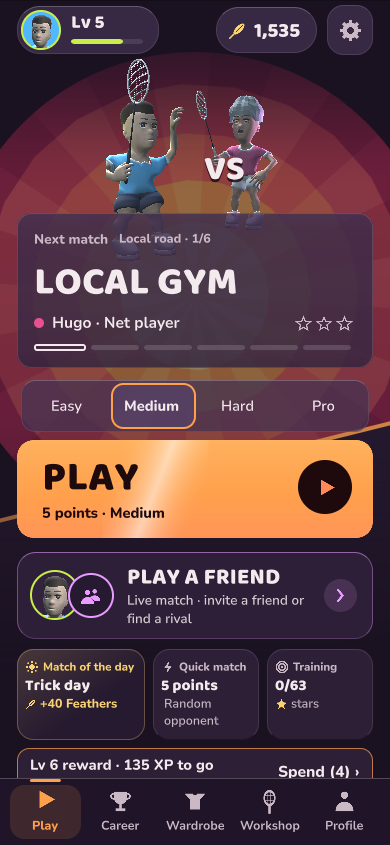 Lv 5
1,535
VS
Next match Local road · 1/6
LOCAL GYM
Hugo · Net player
Easy
Medium
Hard
Pro
PLAY
5 points · Medium
PLAY A FRIEND
Live match · invite a friend or
find a rival
Match of the day
Trick day
+40 Feathers
Quick match
5 points
Random
opponent
Training
0/63
stars
Lv 6 reward · 135 XP to go
Spend (4) ›
Play
Career
Wardrobe
Workshop
Profile